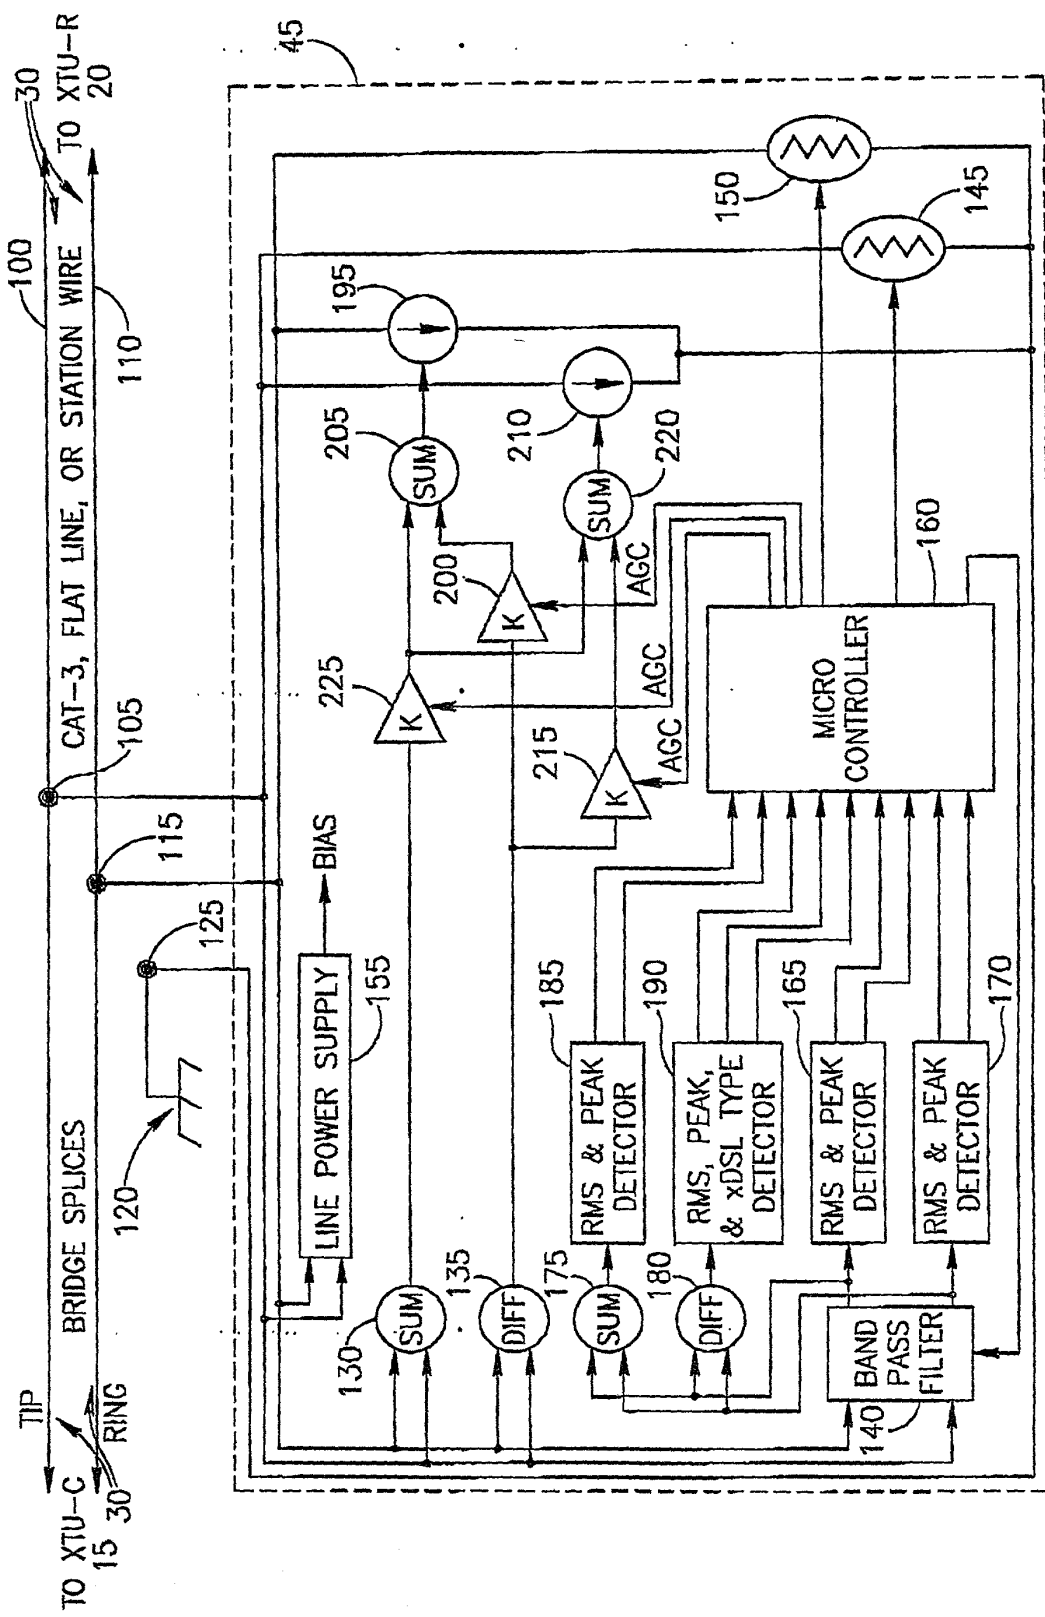 TO XTU-C
15
30
TIP
RING
BRIDGE SPLICES
CAT-3, FLAT LINE, OR STATION WIRE
100
110
30
TO XTU-R
20
105
115
125
120
45
LINE POWER SUPPLY
155
BIAS
SUM
130
DIFF
135
SUM
175
DIFF
180
K
225
K
200
K
215
SUM
205
195
210
SUM
220
AGC
AGC
AGC
RMS & PEAK
DETECTOR
185
RMS, PEAK,
& xDSL TYPE
DETECTOR
190
RMS & PEAK
DETECTOR
165
RMS & PEAK
DETECTOR
170
BAND
PASS
FILTER
140
MICRO
CONTROLLER
160
150
145